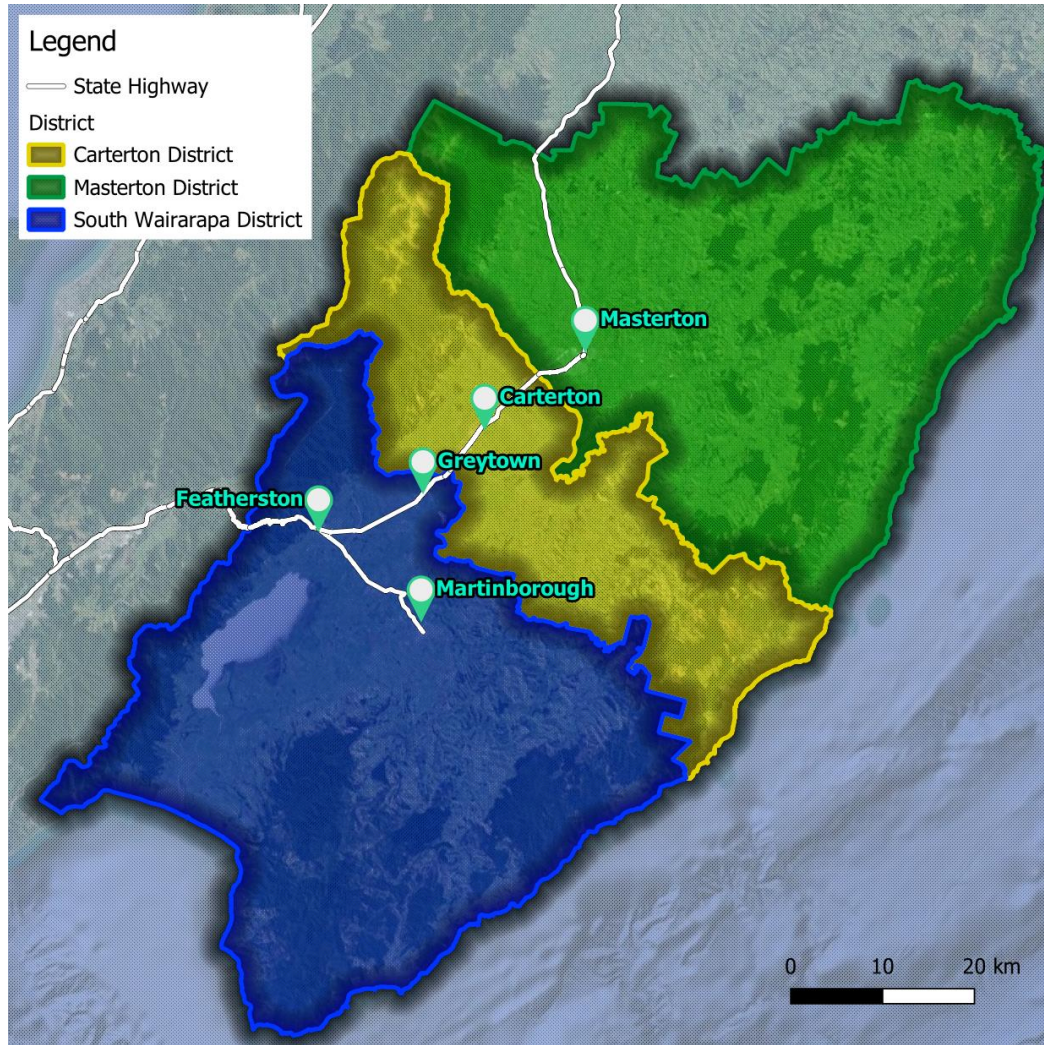 Legend
State Highway
District
Carterton District
Masterton District
South Wairarapa District
Masterton
Carterton
Greytown
Featherston
Martinborough
0 10 20 km